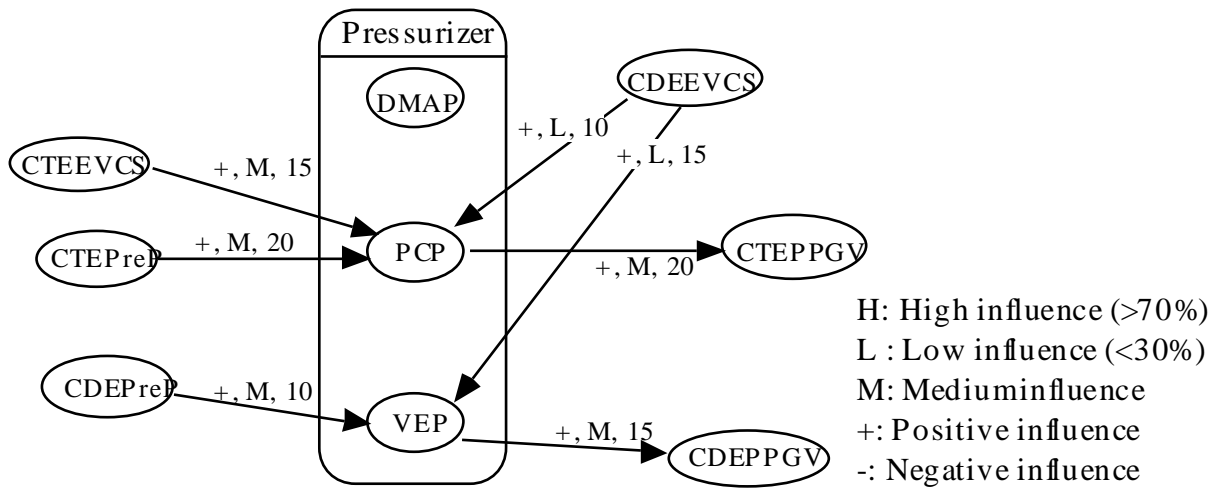 Pressurizer
DMAP
CDEEVCS
+, L, 10
+, L, 15
CTEEVCS
+, M, 15
CTEPreP
+, M, 20
PCP
+, M, 20
CTEPPGV
CDEPreP
+, M, 10
VEP
+, M, 15
CDEPPGV
H: High influence (>70%)
L : Low influence (<30%)
M: Mediuminfluence
+: Positive influence
-: Negative influence